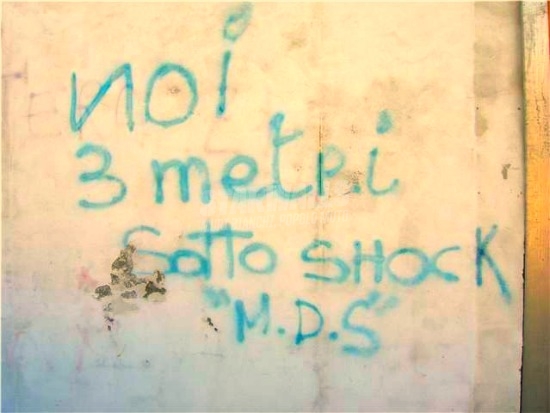 noi
3 metri
Sotto SHOCK
"M.D.S"